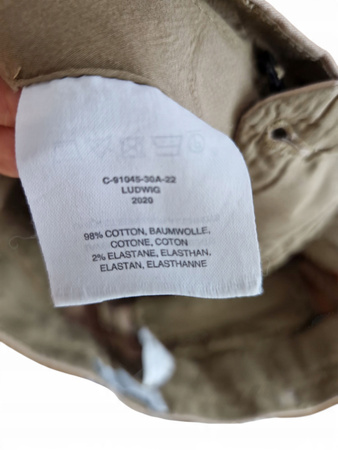 C-91045-30A-22
LUDWIG
2020
98% COTTON, BAUMWOLLE,
COTONE, COTON
2% ELASTANE, ELASTHAN,
ELASTAN, ELASTHANNE